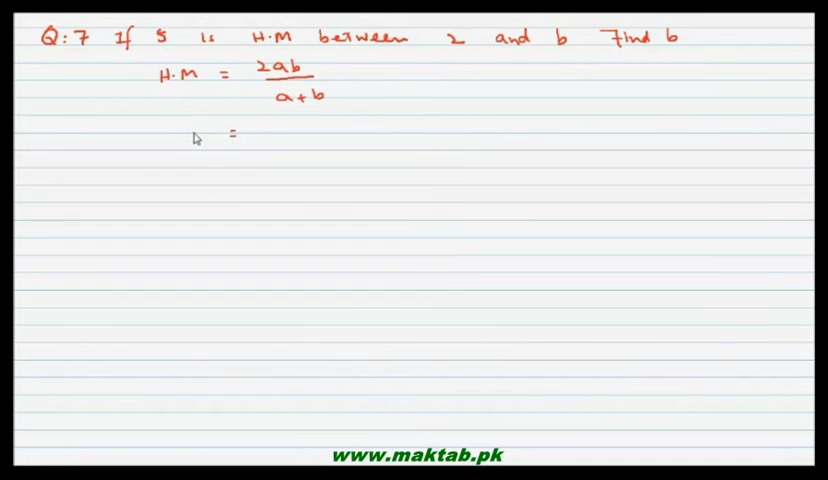 Q:7 If 5 is H.M between 2 and b Find b
H.M = 2ab
a+b
=
www.maktab.pk